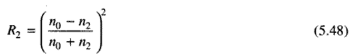 R₂ = ((n₀ − n₂) / (n₀ + n₂))² (5.48)